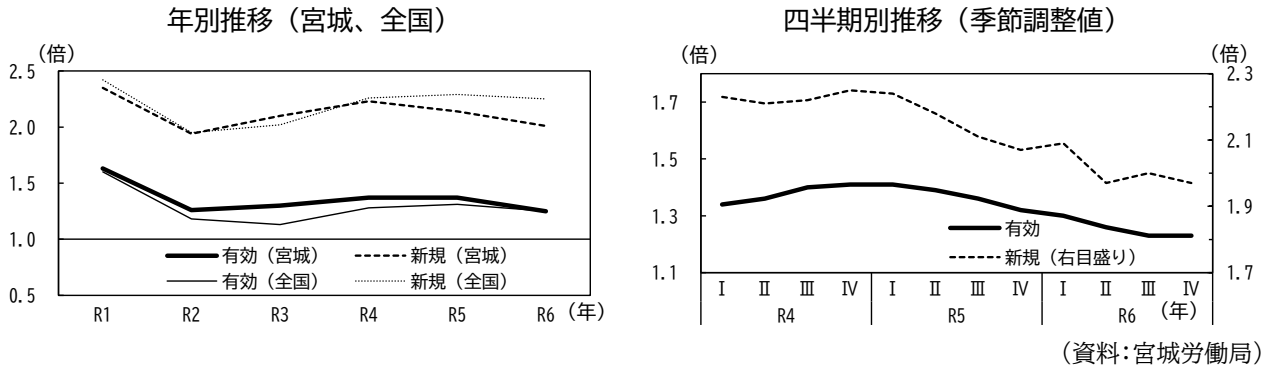 年別推移（宮城、全国）
（倍）
2.5
2.0
1.5
1.0
0.5
有効（宮城）
新規（宮城）
有効（全国）
新規（全国）
R1 R2 R3 R4 R5 R6 （年）
四半期別推移（季節調整値）
（倍） （倍）
1.7
1.5
1.3
1.1
2.3
2.1
1.9
1.7
有効
新規（右目盛り）
Ⅰ Ⅱ Ⅲ Ⅳ Ⅰ Ⅱ Ⅲ Ⅳ Ⅰ Ⅱ Ⅲ Ⅳ
R4 R5 R6 （年）
（資料：宮城労働局）